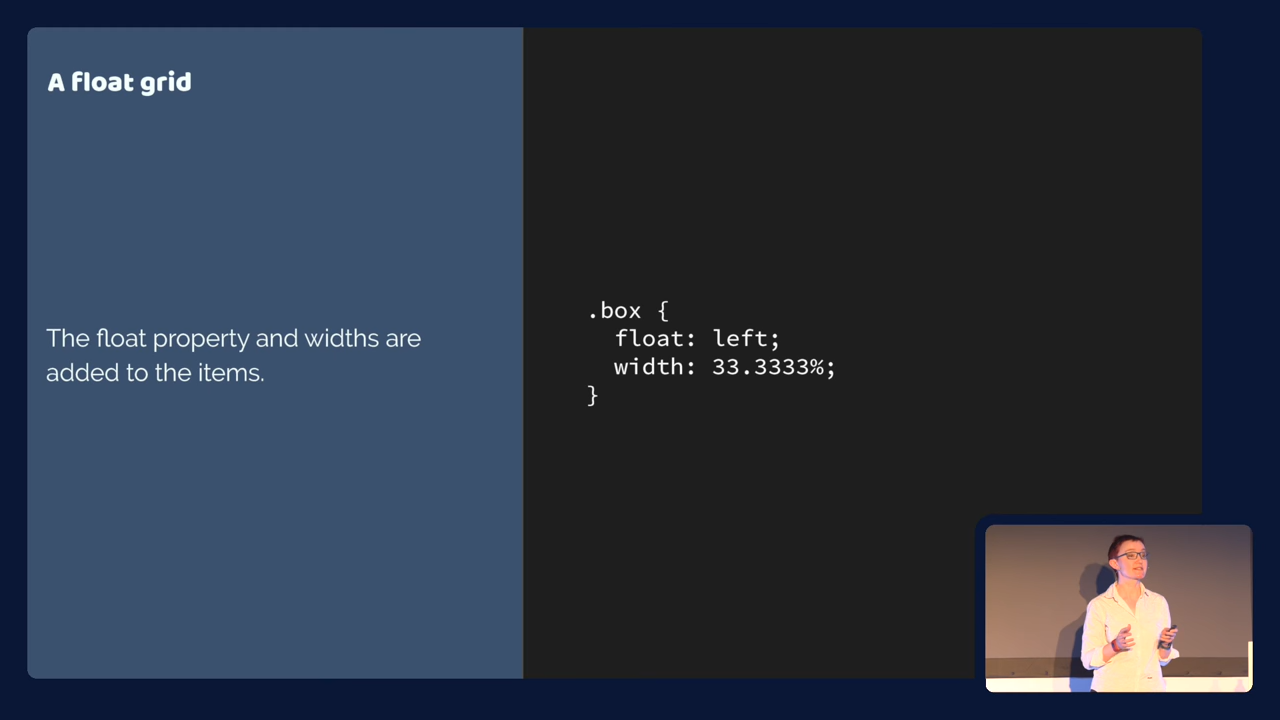 A float grid
The float property and widths are
added to the items.
.box {
  float: left;
  width: 33.3333%;
}